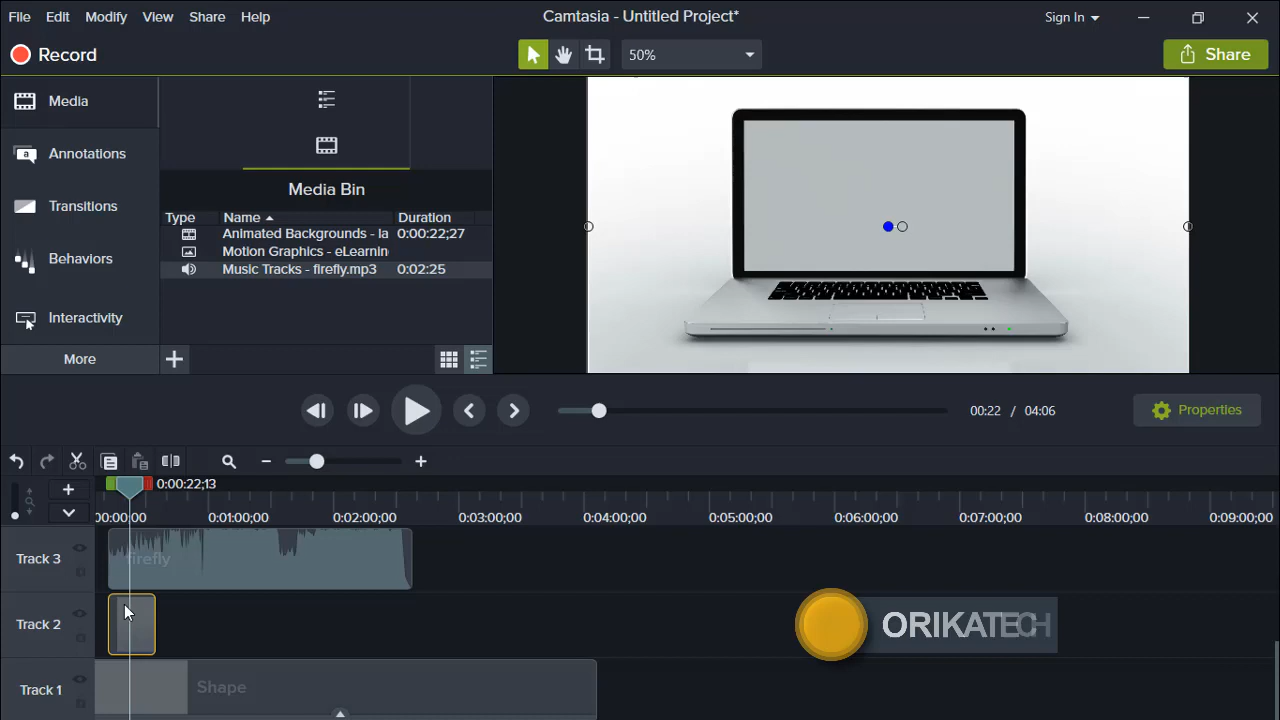 File Edit Modify View Share Help
Camtasia - Untitled Project*
Sign In
Record
50%
Share
Media
Annotations
Transitions
Behaviors
Interactivity
More
Media Bin
Type Name Duration
Animated Backgrounds - la 0:00:22;27
Motion Graphics - eLearnin
Music Tracks - firefly.mp3 0:02:25
00:22 / 04:06
Properties
0:00:22;13
00:00;00 0:01:00;00 0:02:00;00 0:03:00;00 0:04:00;00 0:05:00;00 0:06:00;00 0:07:00;00 0:08:00;00 0:09:00;00
Track 3
firefly
Track 2
ORIKATECH
Track 1
Shape